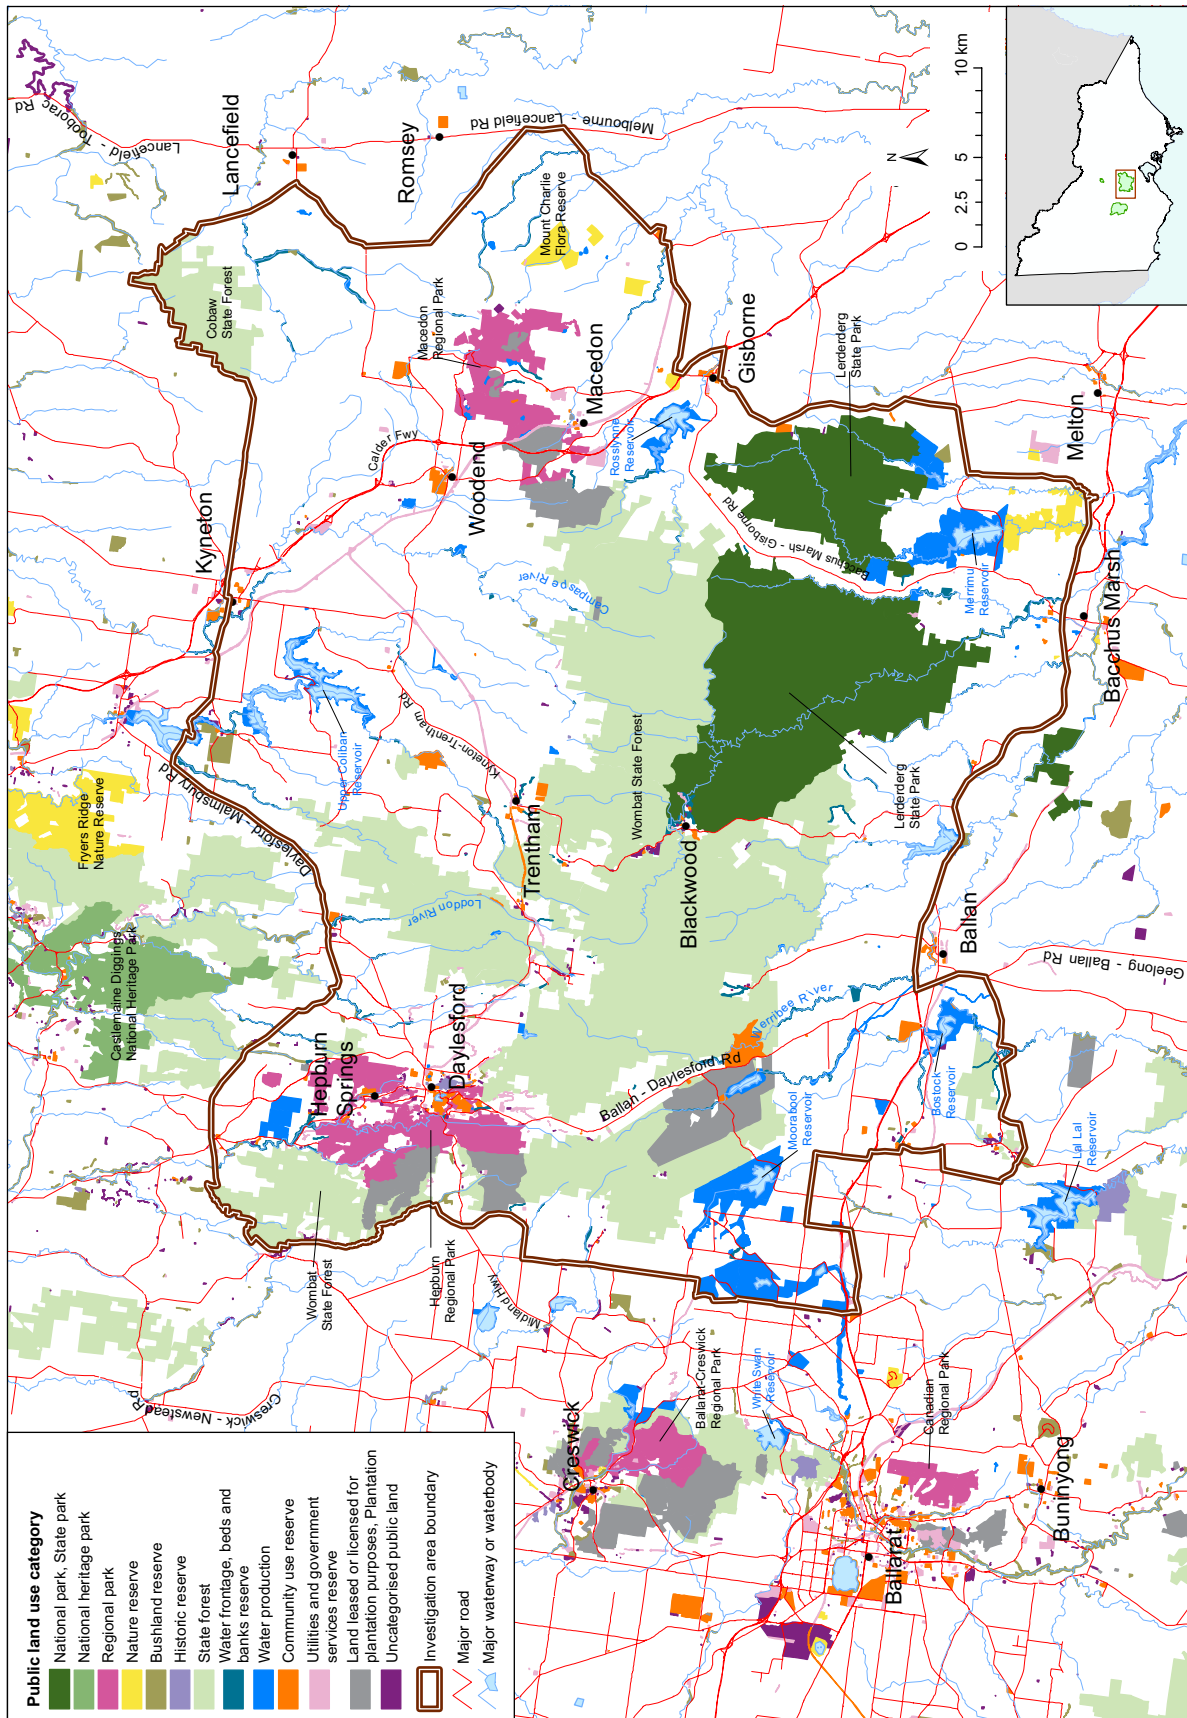 Public land use category
National park, State park
National heritage park
Regional park
Nature reserve
Bushland reserve
Historic reserve
State forest
Water frontage, beds and
banks reserve
Water production
Community use reserve
Utilities and government
services reserve
Land leased or licensed for
plantation purposes, Plantation
Uncategorised public land
Investigation area boundary
Major road
Major waterway or waterbody
Creswick - Newstead Rd
Wombat
State Forest
Hepburn
Regional Park
Midland Hwy
Creswick
Ballarat-Creswick
Regional Park
White Swan
Reservoir
Canadian
Regional Park
Ballarat
Buninyong
Castlemaine Diggings
National Heritage Park
Fryers Ridge
Nature Reserve
Daylesford - Malmsbury Rd
Hepburn
Springs
Daylesford
Loddon River
Ballan - Daylesford Rd
Werribee River
Moorabool
Reservoir
Bostock
Reservoir
Lal Lal
Reservoir
Ballan
Geelong - Ballan Rd
Kyneton
Upper Coliban
Reservoir
Kyneton-Trentham Rd
Trentham
Wombat State Forest
Blackwood
Lerderderg
State Park
Campaspe River
Calder Fwy
Woodend
Macedon
Regional Park
Macedon
Rosslynne
Reservoir
Bacchus Marsh - Gisborne Rd
Gisborne
Lerderderg
State Park
Merrimu
Reservoir
Bacchus Marsh
Melton
Cobaw
State Forest
Lancefield
Lancefield - Tooborac Rd
Romsey
Melbourne - Lancefield Rd
Mount Charlie
Flora Reserve
N
0 2.5 5 10 km